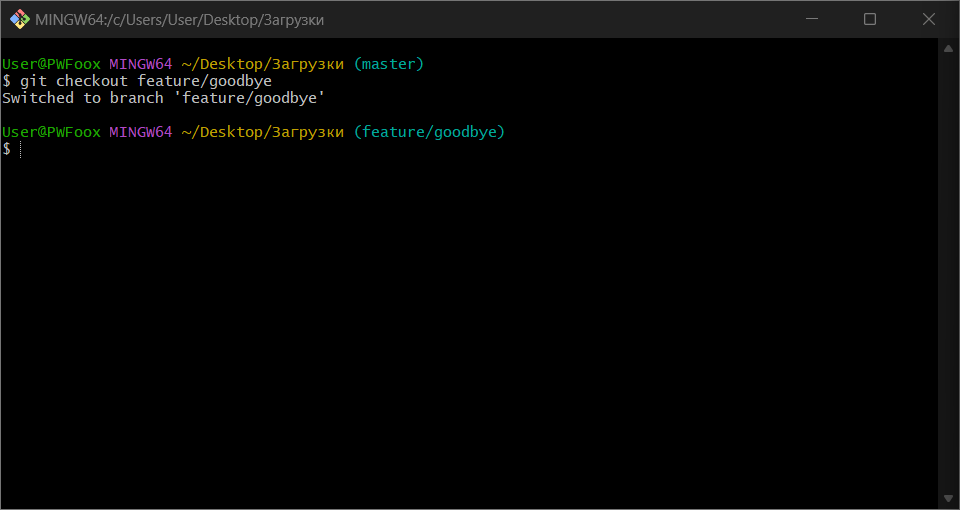 MINGW64:/c/Users/User/Desktop/Загрузки
User@PWFoox MINGW64 ~/Desktop/Загрузки (master)
$ git checkout feature/goodbye
Switched to branch 'feature/goodbye'
User@PWFoox MINGW64 ~/Desktop/Загрузки (feature/goodbye)
$